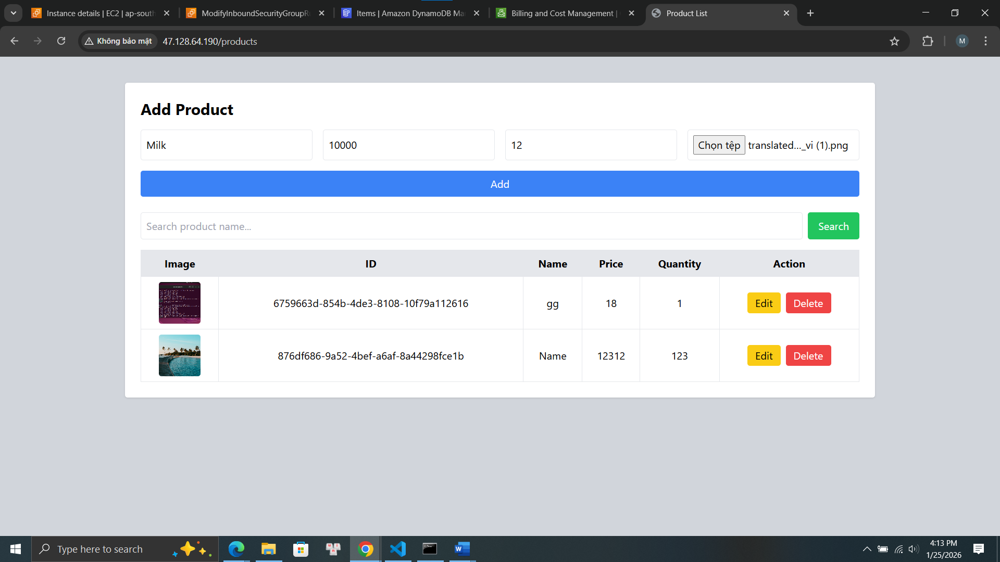 Instance details | EC2 | ap-south
ModifyInboundSecurityGroupRu
Items | Amazon DynamoDB Ma
Billing and Cost Management |
Product List
Không bảo mật
47.128.64.190/products
M
Add Product
Milk
10000
12
Chọn tệp translated..._vi (1).png
Add
Search product name...
Search
Image ID Name Price Quantity Action
6759663d-854b-4de3-8108-10f79a112616 gg 18 1 Edit Delete
876df686-9a52-4bef-a6af-8a44298fce1b Name 12312 123 Edit Delete
Type here to search
4:13 PM
1/25/2026